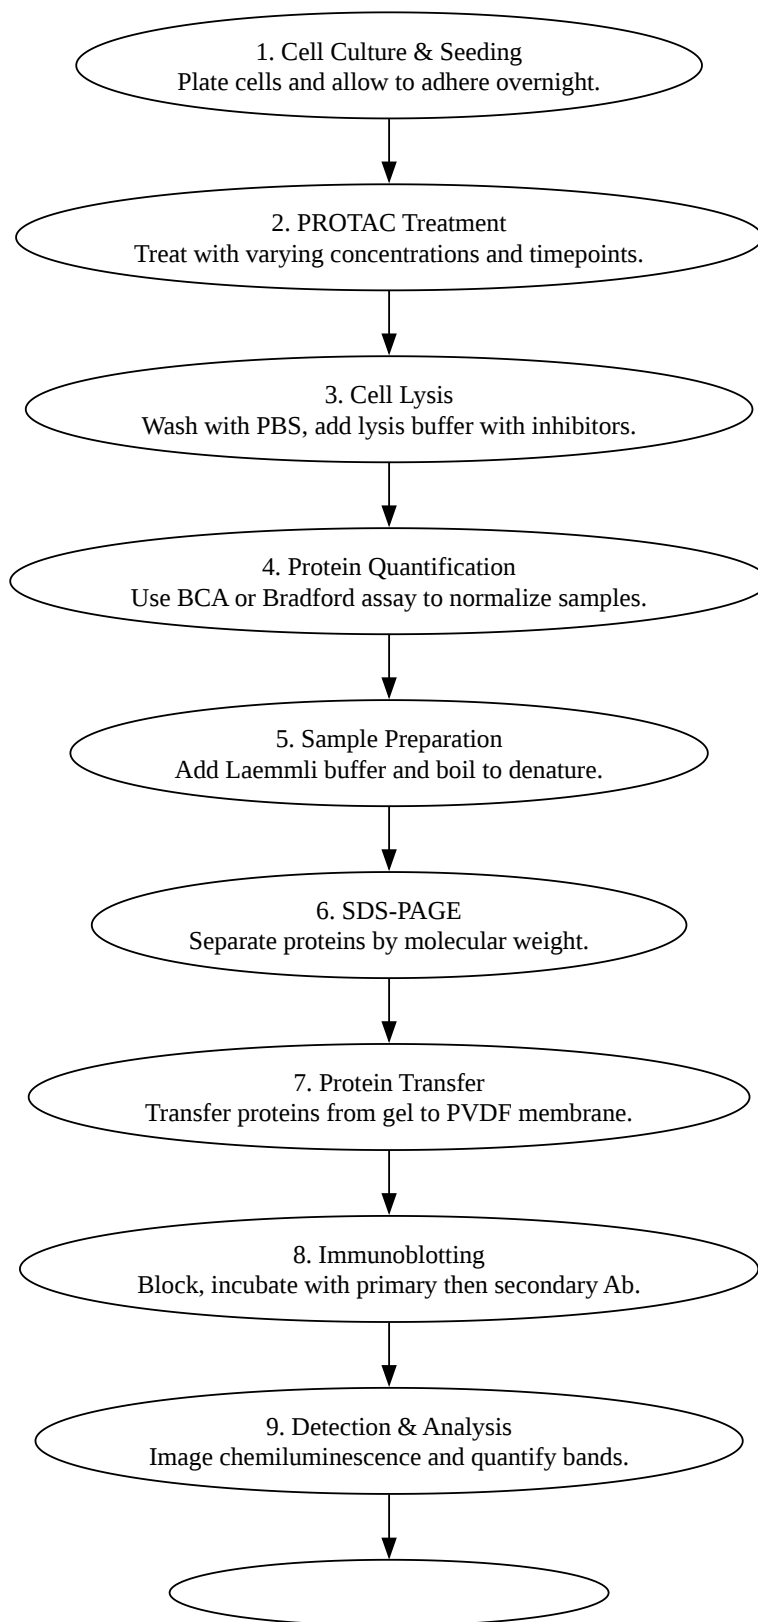 1. Cell Culture & Seeding
Plate cells and allow to adhere overnight.
2. PROTAC Treatment
Treat with varying concentrations and timepoints.
3. Cell Lysis
Wash with PBS, add lysis buffer with inhibitors.
4. Protein Quantification
Use BCA or Bradford assay to normalize samples.
5. Sample Preparation
Add Laemmli buffer and boil to denature.
6. SDS-PAGE
Separate proteins by molecular weight.
7. Protein Transfer
Transfer proteins from gel to PVDF membrane.
8. Immunoblotting
Block, incubate with primary then secondary Ab.
9. Detection & Analysis
Image chemiluminescence and quantify bands.